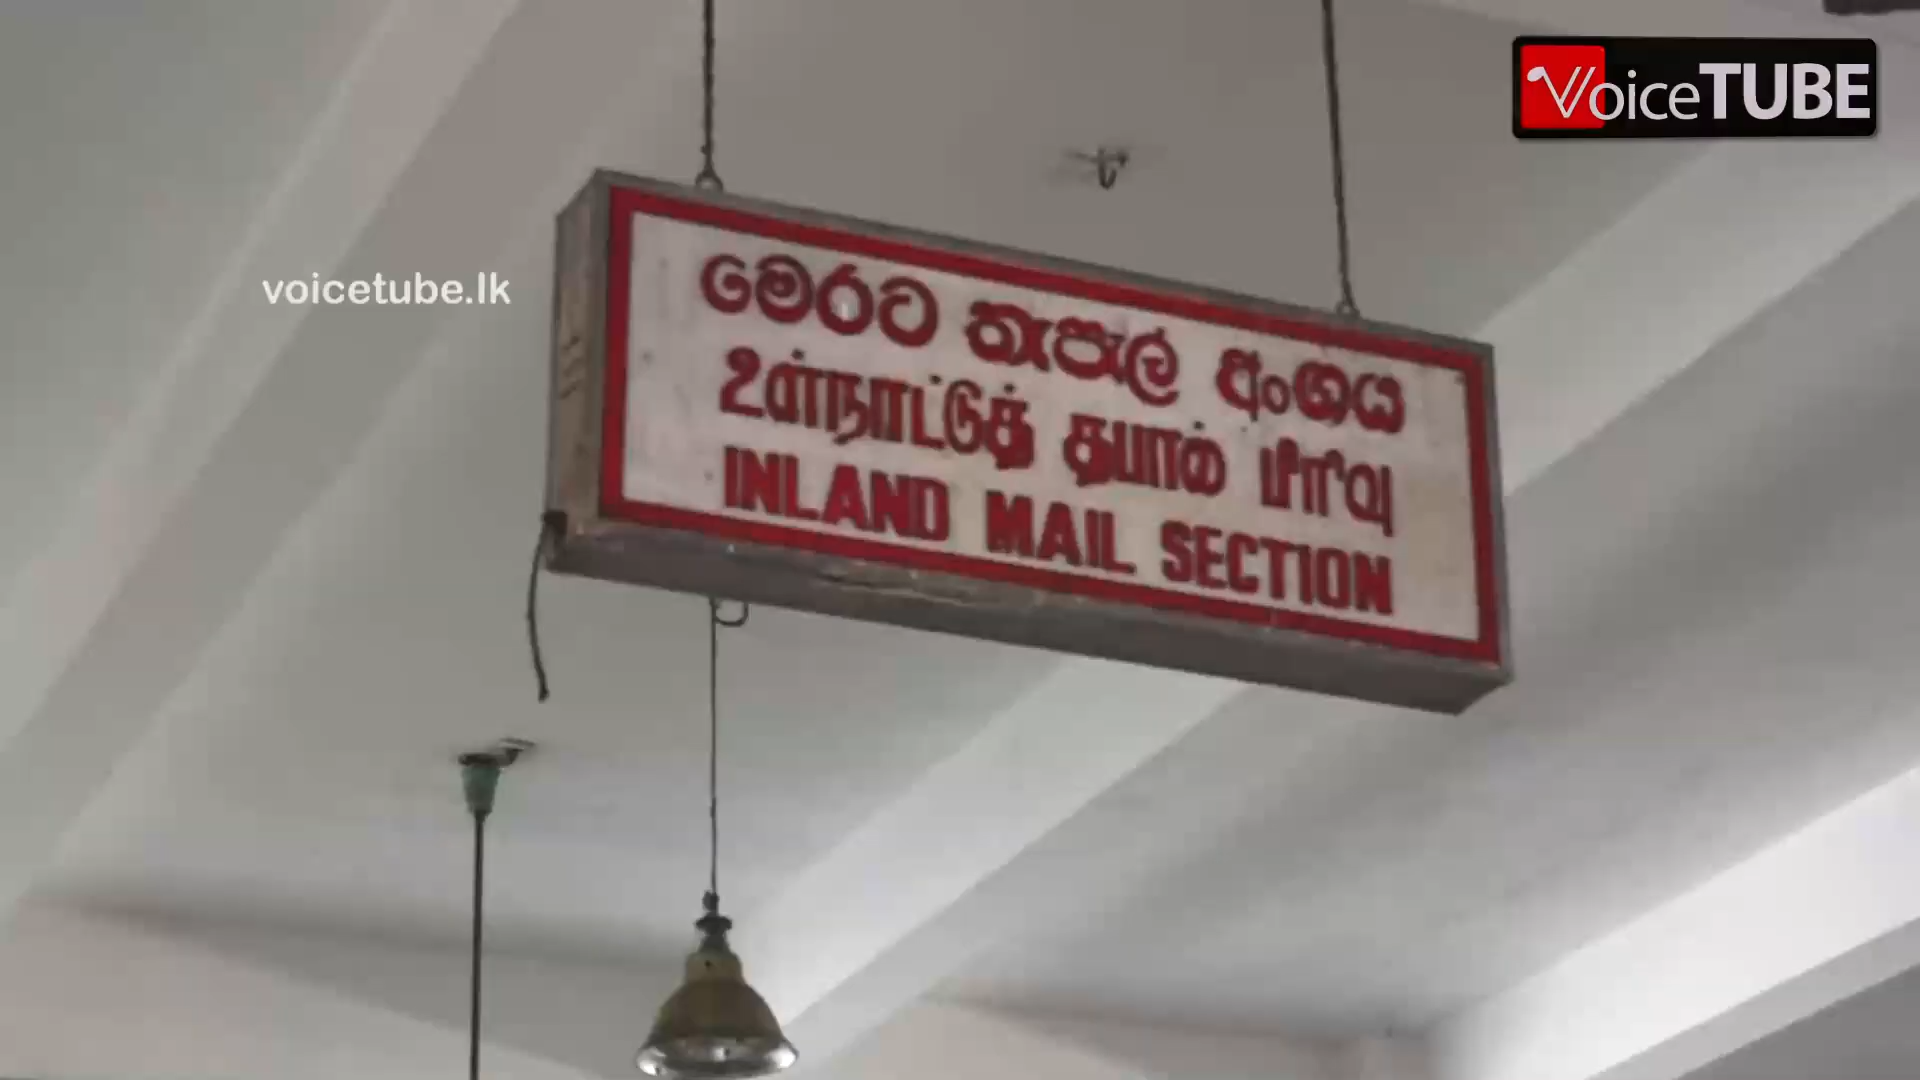 VoiceTUBE
voicetube.lk
මෙරට තැපැල් අංශය
உள்நாட்டுத் தபால் பிரிவு
INLAND MAIL SECTION